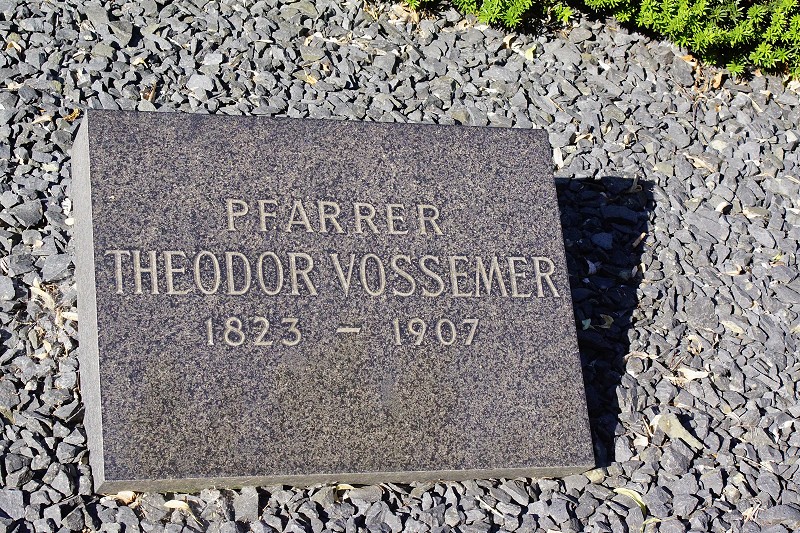 PFARRER
THEODOR VOSSEMER
1823 – 1907